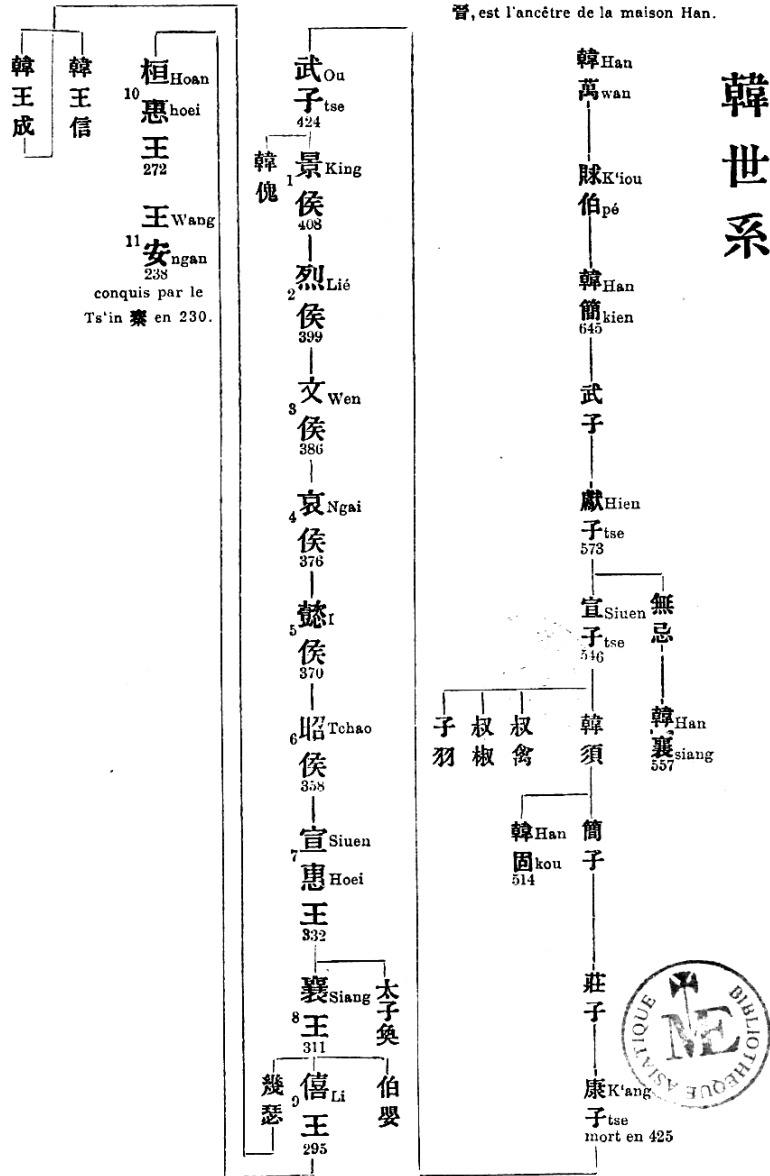 晉, est l'ancêtre de la maison Han.
韓世系
韓萬 Han wan
賕伯 K'iou pé
韓簡 Han kien
645
武子
獻子 Hien tse
573
宣子 Siuen tse
546
無忌
韓襄 Han siang
557
韓須
叔禽
叔椒
子羽
簡子
韓固 Han kou
514
莊子
康子 K'ang tse
mort en 425
武子 Ou tse
424
1 景侯 King
408
韓傀
2 烈侯 Lié
399
3 文侯 Wen
386
4 哀侯 Ngai
376
5 懿侯 I
370
6 昭侯 Tchao
358
7 宣惠王 Siuen Hoei
332
太子奐
8 襄王 Siang
311
伯嬰
9 僖王 Li
295
幾瑟
10 桓惠王 Hoan hoei
272
11 王安 Wang ngan
238
conquis par le
Ts'in 秦 en 230.
韓王信
韓王成
BIBLIOTHEQUE ASIATIQUE
ME